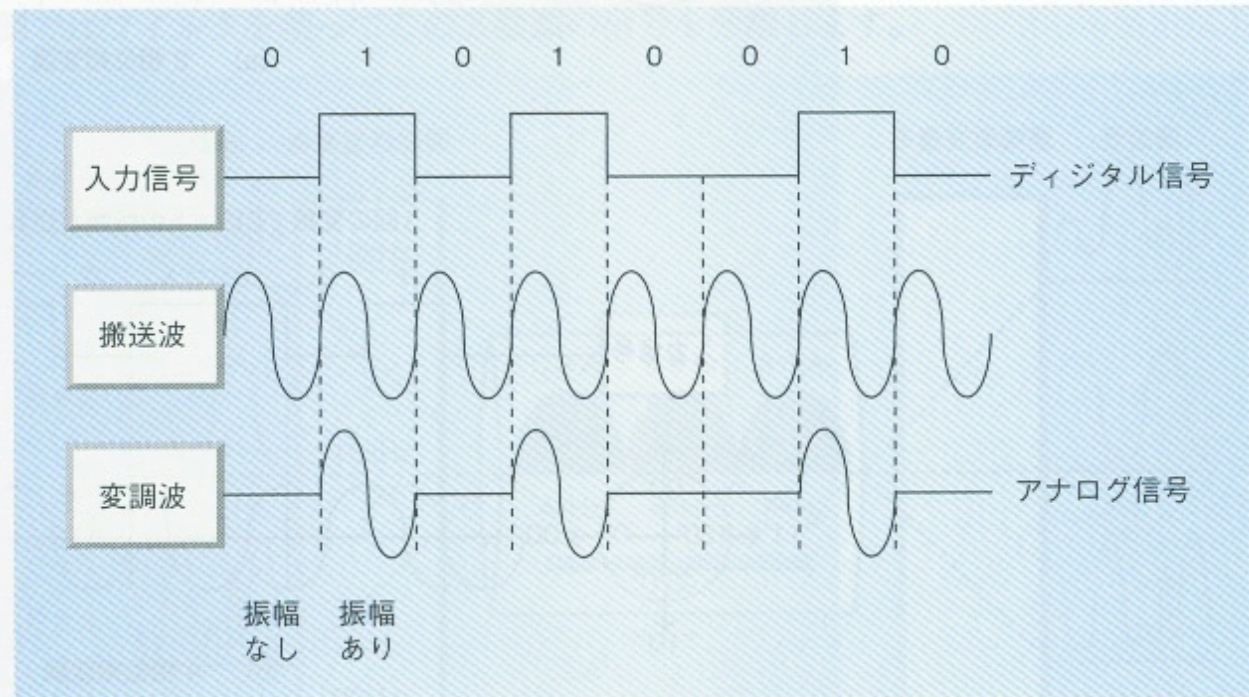 0 1 0 1 0 0 1 0
入力信号
ディジタル信号
搬送波
変調波
アナログ信号
振幅
なし
振幅
あり